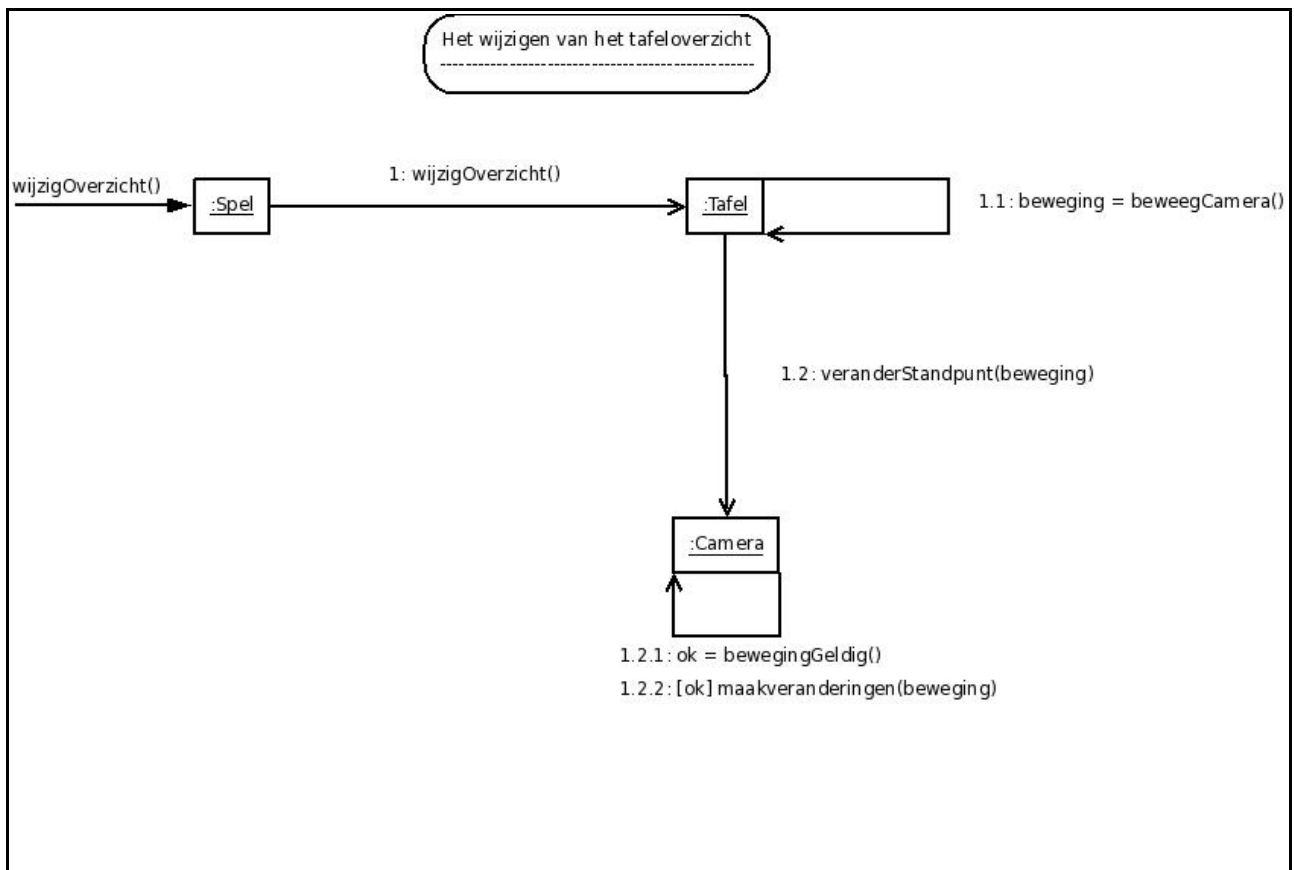 Het wijzigen van het tafeloverzicht
wijzigOverzicht()
:Spel
1: wijzigOverzicht()
:Tafel
1.1: beweging = beweegCamera()
1.2: veranderStandpunt(beweging)
:Camera
1.2.1: ok = bewegingGeldig()
1.2.2: [ok] maakveranderingen(beweging)